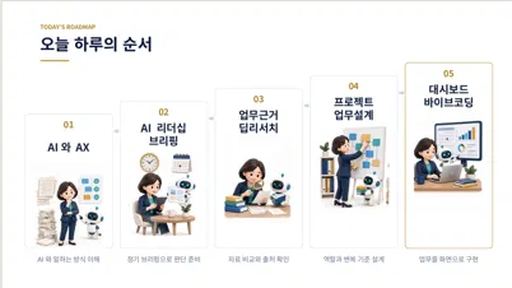 TODAY'S ROADMAP
오늘 하루의 순서
01
AI 와 AX
AI 와 일하는 방식 이해
02
AI 리더십
브리핑
정기 브리핑으로 판단 준비
03
업무근거
딥리서치
자료 비교와 출처 확인
04
프로젝트
업무설계
역할과 반복 기준 설계
05
대시보드
바이브코딩
업무를 화면으로 구현